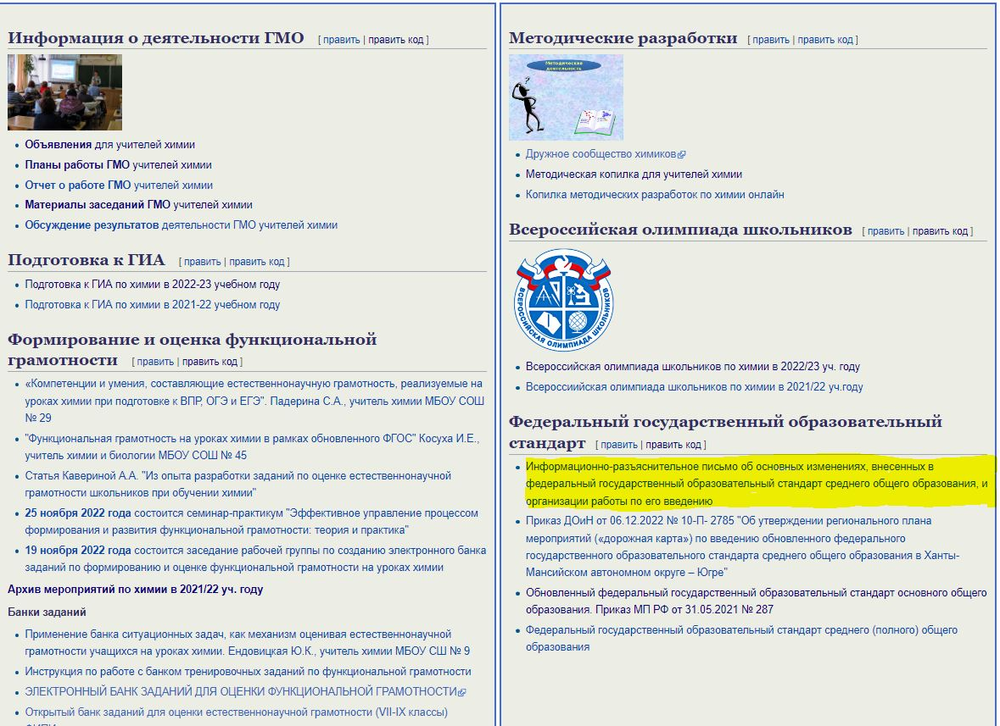 Информация о деятельности ГМО [ править | править код ]
Объявления для учителей химии
Планы работы ГМО учителей химии
Отчет о работе ГМО учителей химии
Материалы заседаний ГМО учителей химии
Обсуждение результатов деятельности ГМО учителей химии
Подготовка к ГИА [ править | править код ]
Подготовка к ГИА по химии в 2022-23 учебном году
Подготовка к ГИА по химии в 2021-22 учебном году
Формирование и оценка функциональной
грамотности [ править | править код ]
«Компетенции и умения, составляющие естественнонаучную грамотность, реализуемые на
уроках химии при подготовке к ВПР, ОГЭ и ЕГЭ". Падерина С.А., учитель химии МБОУ СОШ
№ 29
"Функциональная грамотность на уроках химии в рамках обновленного ФГОС" Косуха И.Е.,
учитель химии и биологии МБОУ СОШ № 45
Статья Кавериной А.А. "Из опыта разработки заданий по оценке естественнонаучной
грамотности школьников при обучении химии"
25 ноября 2022 года состоится семинар-практикум "Эффективное управление процессом
формирования и развития функциональной грамотности: теория и практика"
19 ноября 2022 года состоится заседание рабочей группы по созданию электронного банка
заданий по формированию и оценке функциональной грамотности на уроках химии
Архив мероприятий по химии в 2021/22 уч. году
Банки заданий
Применение банка ситуационных задач, как механизм оценивая естественнонаучной
грамотности учащихся на уроках химии. Ендовицкая Ю.К., учитель химии МБОУ СШ № 9
Инструкция по работе с банком тренировочных заданий по функциональной грамотности
ЭЛЕКТРОННЫЙ БАНК ЗАДАНИЙ ДЛЯ ОЦЕНКИ ФУНКЦИОНАЛЬНОЙ ГРАМОТНОСТИ
Открытый банк заданий для оценки естественнонаучной грамотности (VII-IX классы)
ФИПИ
Методические разработки [ править | править код ]
Методическая
деятельность
Дружное сообщество химиков
Методическая копилка для учителей химии
Копилка методических разработок по химии онлайн
Всероссийская олимпиада школьников [ править | править код ]
ВСЕРОССИЙСКАЯ ОЛИМПИАДА ШКОЛЬНИКОВ
Всероссийская олимпиада школьников по химии в 2022/23 уч. году
Всероссиийская олимпиада школьников по химии в 2021/22 уч.году
Федеральный государственный образовательный
стандарт [ править | править код ]
Информационно-разъяснительное письмо об основных изменениях, внесенных в
федеральный государственный образовательный стандарт среднего общего образования, и
организации работы по его введению
Приказ ДОиН от 06.12.2022 № 10-П- 2785 "Об утверждении регионального плана
мероприятий («дорожная карта») по введению обновленного федерального
государственного образовательного стандарта среднего общего образования в Ханты-
Мансийском автономном округе – Югре"
Обновленный федеральный государственный образовательный стандарт основного общего
образования. Приказ МП РФ от 31.05.2021 № 287
Федеральный государственный образовательный стандарт среднего (полного) общего
образования